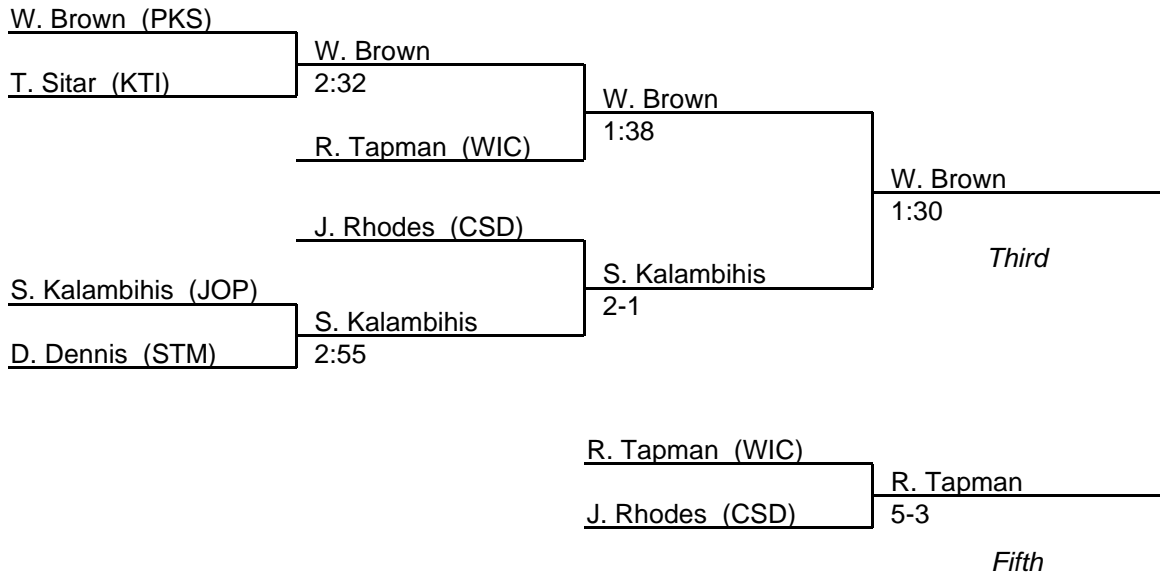 W. Brown (PKS)
W. Brown
T. Sitar (KTI)
2:32
W. Brown
1:38
R. Tapman (WIC)
W. Brown
1:30
J. Rhodes (CSD)
Third
S. Kalambihis
S. Kalambihis (JOP)
2-1
S. Kalambihis
D. Dennis (STM)
2:55
R. Tapman (WIC)
R. Tapman
J. Rhodes (CSD)
5-3
Fifth